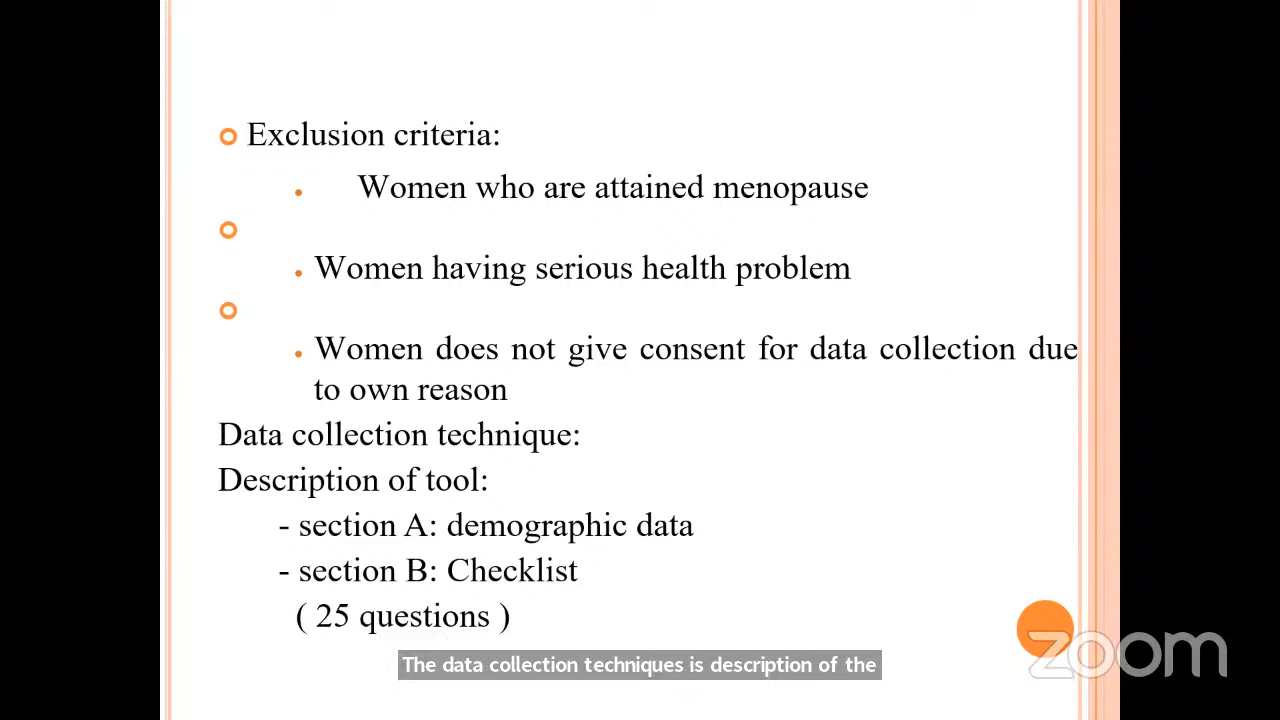 Exclusion criteria:
Women who are attained menopause
Women having serious health problem
Women does not give consent for data collection due
to own reason
Data collection technique:
Description of tool:
- section A: demographic data
- section B: Checklist
( 25 questions )
The data collection techniques is description of the
zoom